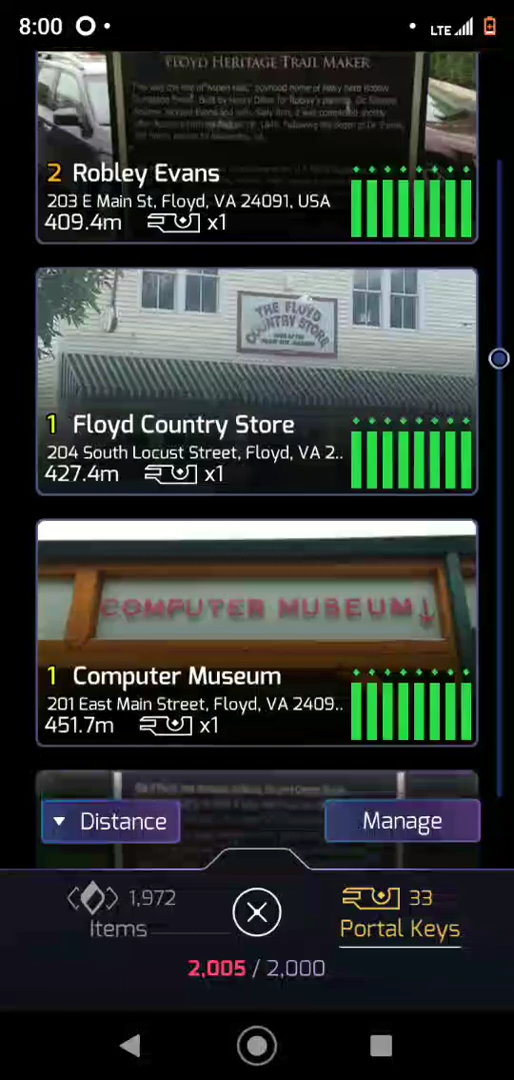 8:00
LTE
FLOYD HERITAGE TRAIL MAKER
2 Robley Evans
203 E Main St, Floyd, VA 24091, USA
409.4m x1
THE FLOYD
COUNTRY STORE
1 Floyd Country Store
204 South Locust Street, Floyd, VA 2..
427.4m x1
COMPUTER MUSEUM
1 Computer Museum
201 East Main Street, Floyd, VA 2409..
451.7m x1
Distance
Manage
1,972
Items
33
Portal Keys
2,005 / 2,000